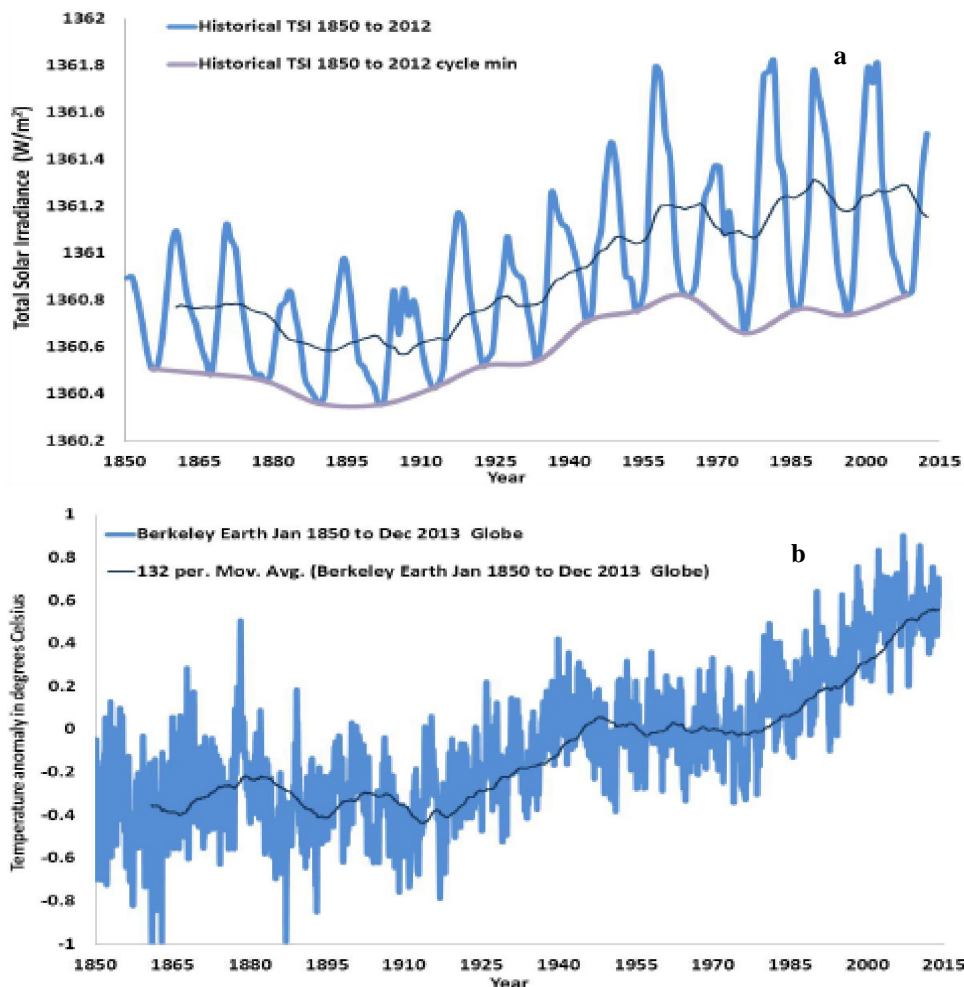 1362
1361.8
1361.6
1361.4
1361.2
1361
1360.8
1360.6
1360.4
1360.2
Total Solar Irradiance (W/m²)
Historical TSI 1850 to 2012
Historical TSI 1850 to 2012 cycle min
a
1850 1865 1880 1895 1910 1925 1940 1955 1970 1985 2000 2015
Year
1
0.8
0.6
0.4
0.2
0
-0.2
-0.4
-0.6
-0.8
-1
Temperature anomaly in degrees Celsius
Berkeley Earth Jan 1850 to Dec 2013 Globe
132 per. Mov. Avg. (Berkeley Earth Jan 1850 to Dec 2013 Globe)
b
1850 1865 1880 1895 1910 1925 1940 1955 1970 1985 2000 2015
Year